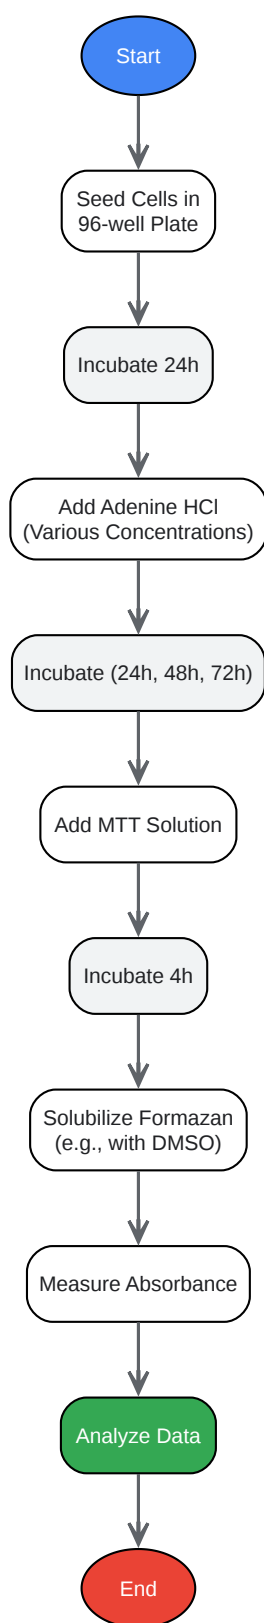 Start
Seed Cells in
96-well Plate
Incubate 24h
Add Adenine HCl
(Various Concentrations)
Incubate (24h, 48h, 72h)
Add MTT Solution
Incubate 4h
Solubilize Formazan
(e.g., with DMSO)
Measure Absorbance
Analyze Data
End